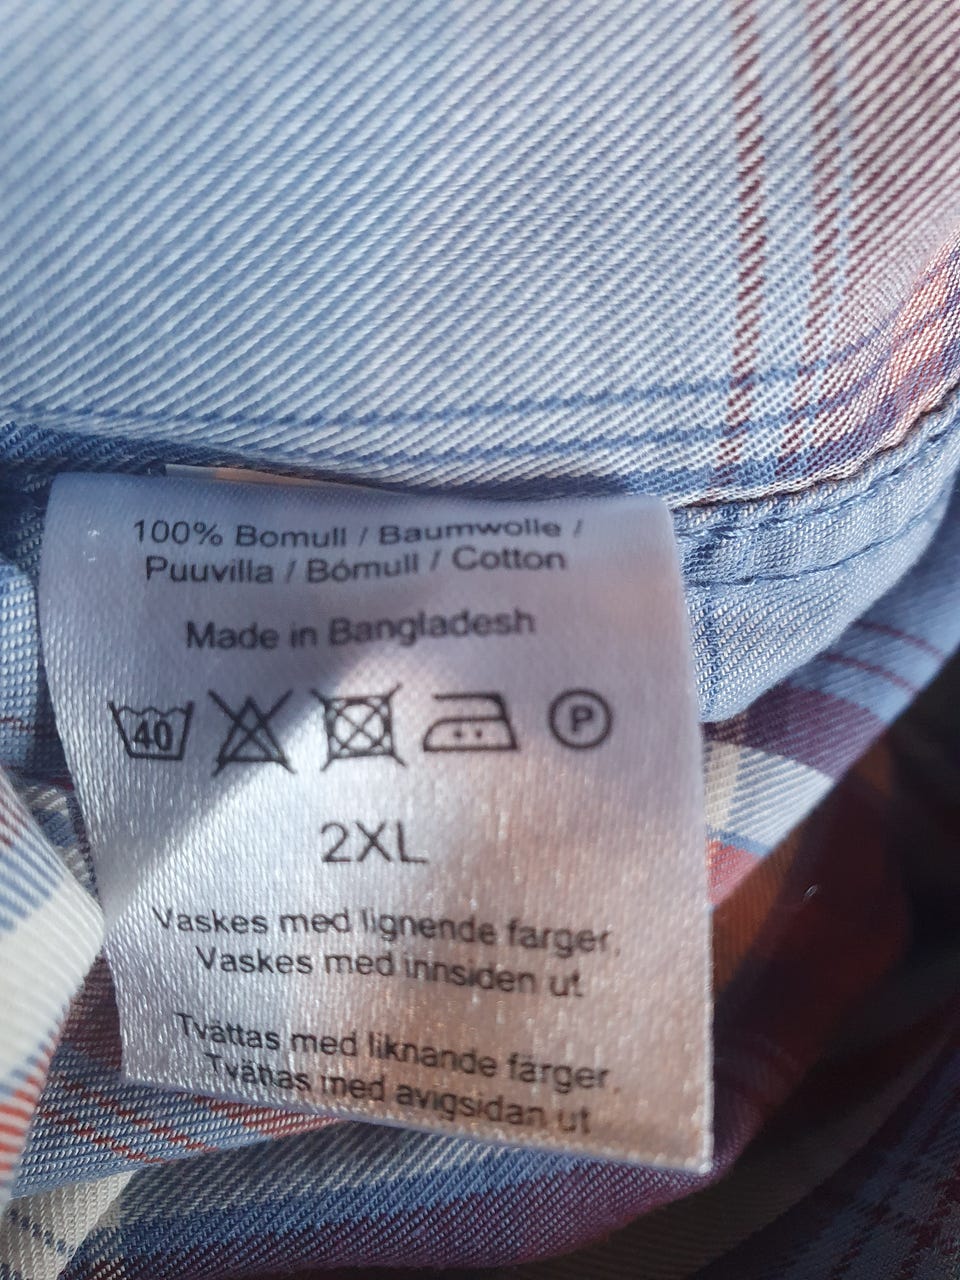 100% Bomull / Baumwolle /
Puuvilla / Bómull / Cotton
Made in Bangladesh
40 P
2XL
Vaskes med lignende farger.
Vaskes med innsiden ut
Tvättas med liknande färger.
Tvättas med avigsidan ut